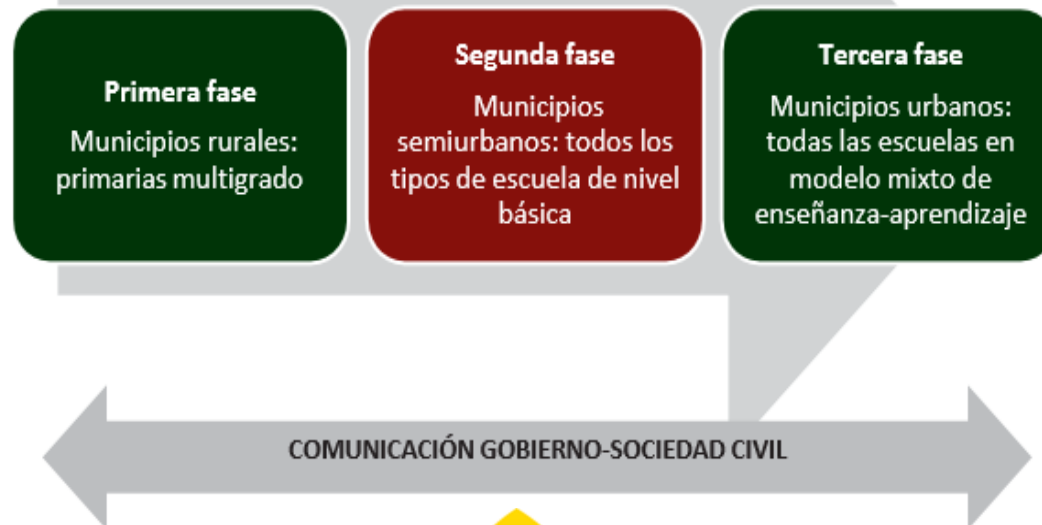 Primera fase
Municipios rurales:
primarias multigrado
Segunda fase
Municipios
semiurbanos: todos los
tipos de escuela de nivel
básica
Tercera fase
Municipios urbanos:
todas las escuelas en
modelo mixto de
enseñanza-aprendizaje
COMUNICACIÓN GOBIERNO-SOCIEDAD CIVIL